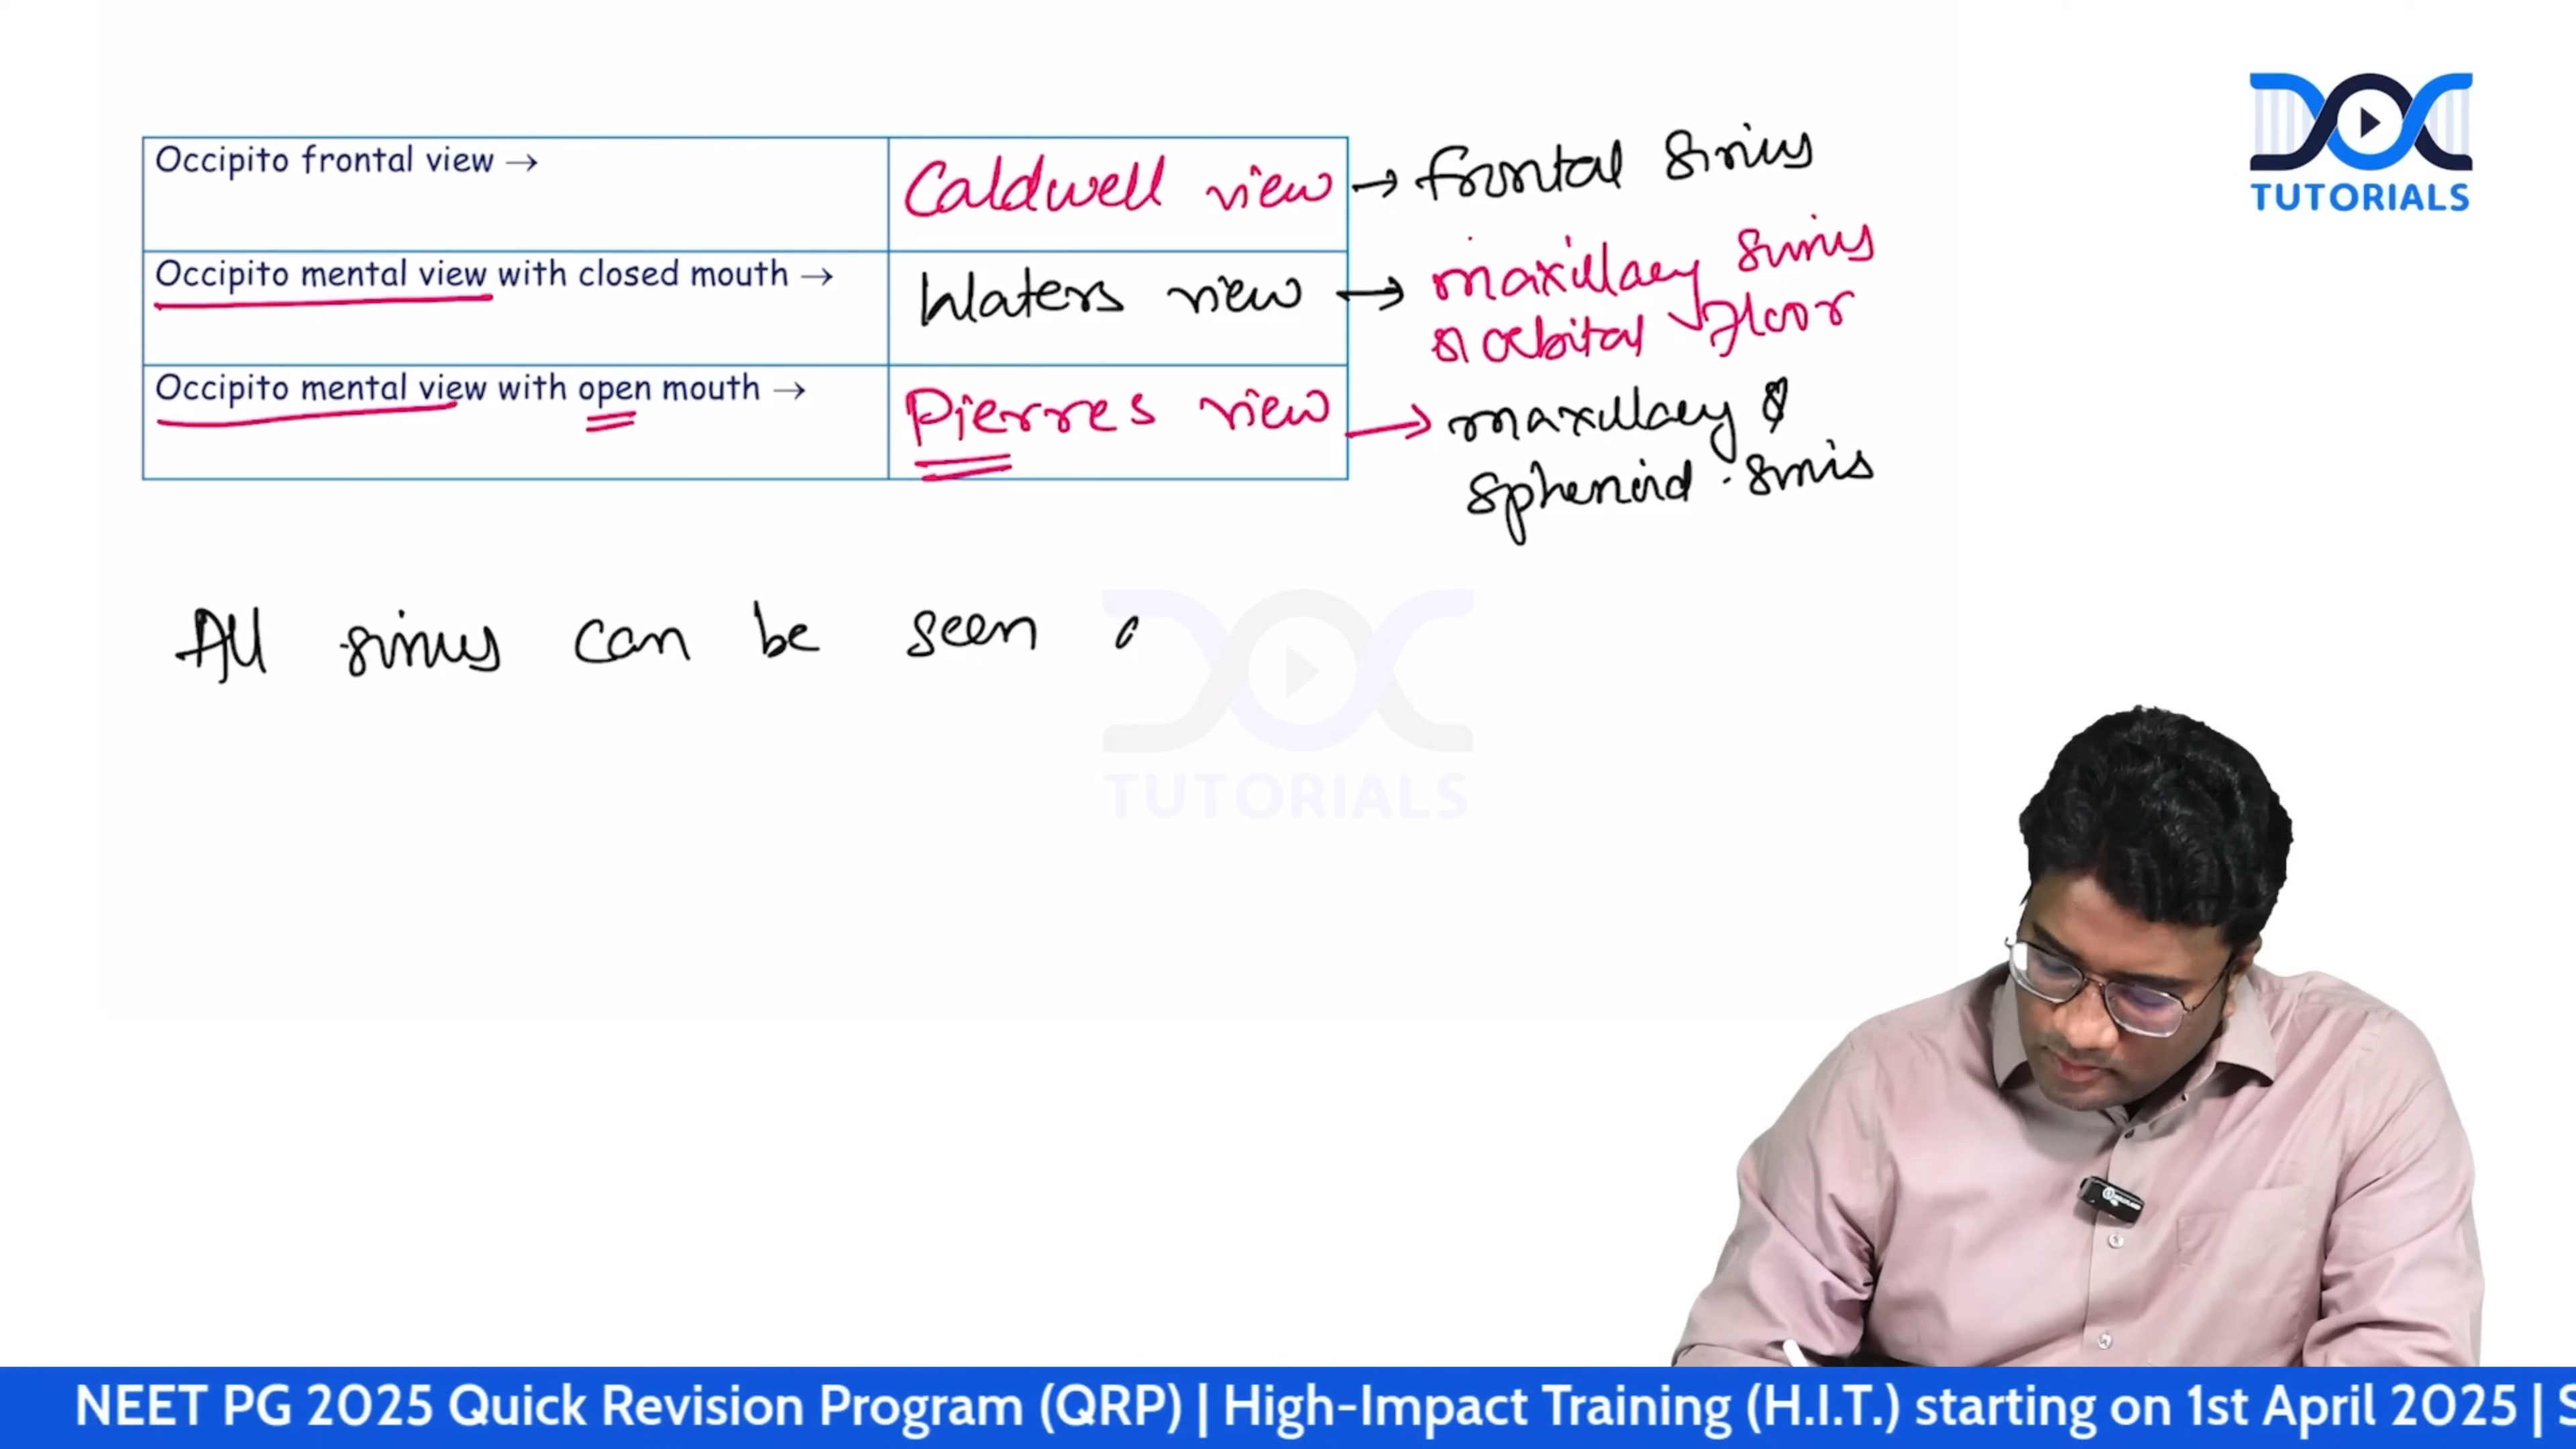 DOC
TUTORIALS
Occipito frontal view →
Caldwell view → frontal sinus
Occipito mental view with closed mouth →
Waters view → maxillary sinus
& orbital floor
Occipito mental view with open mouth →
Pierres view → maxillary &
sphenoid sinus
All sinus can be seen
DOC
TUTORIALS
NEET PG 2025 Quick Revision Program (QRP) | High-Impact Training (H.I.T.) starting on 1st April 2025 | S